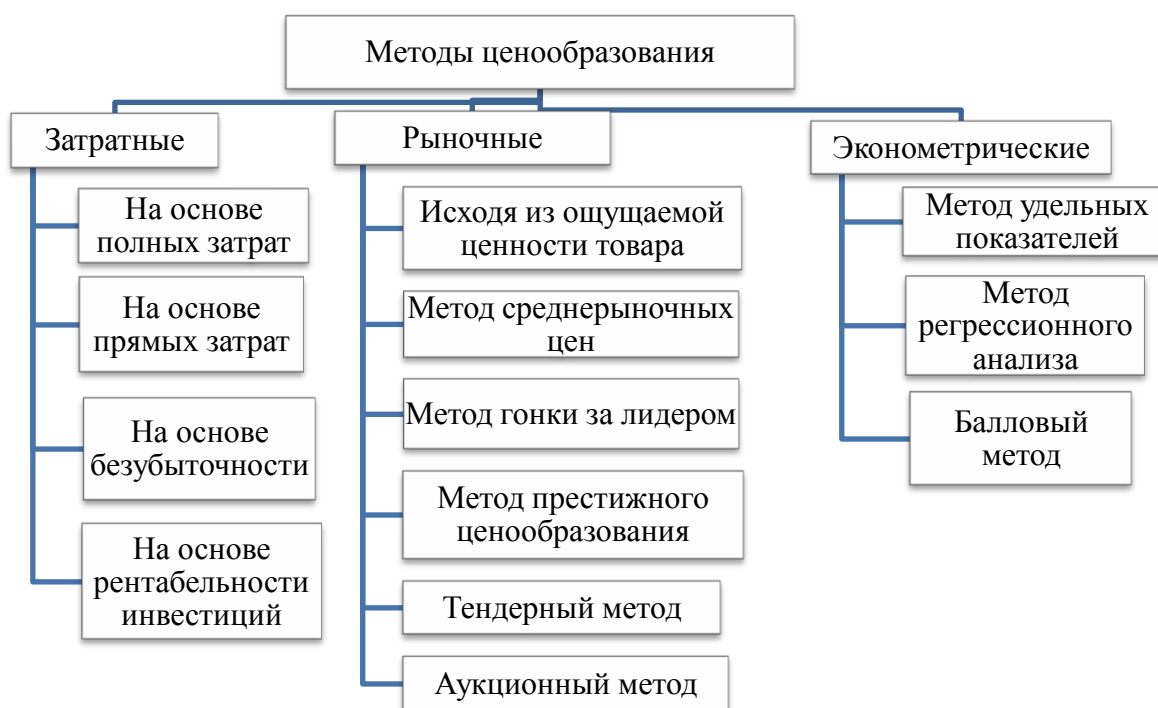 Методы ценообразования
Затратные
На основе
полных затрат
На основе
прямых затрат
На основе
безубыточности
На основе
рентабельности
инвестиций
Рыночные
Исходя из ощущаемой
ценности товара
Метод среднерыночных
цен
Метод гонки за лидером
Метод престижного
ценообразования
Тендерный метод
Аукционный метод
Эконометрические
Метод удельных
показателей
Метод
регрессионного
анализа
Балловый
метод